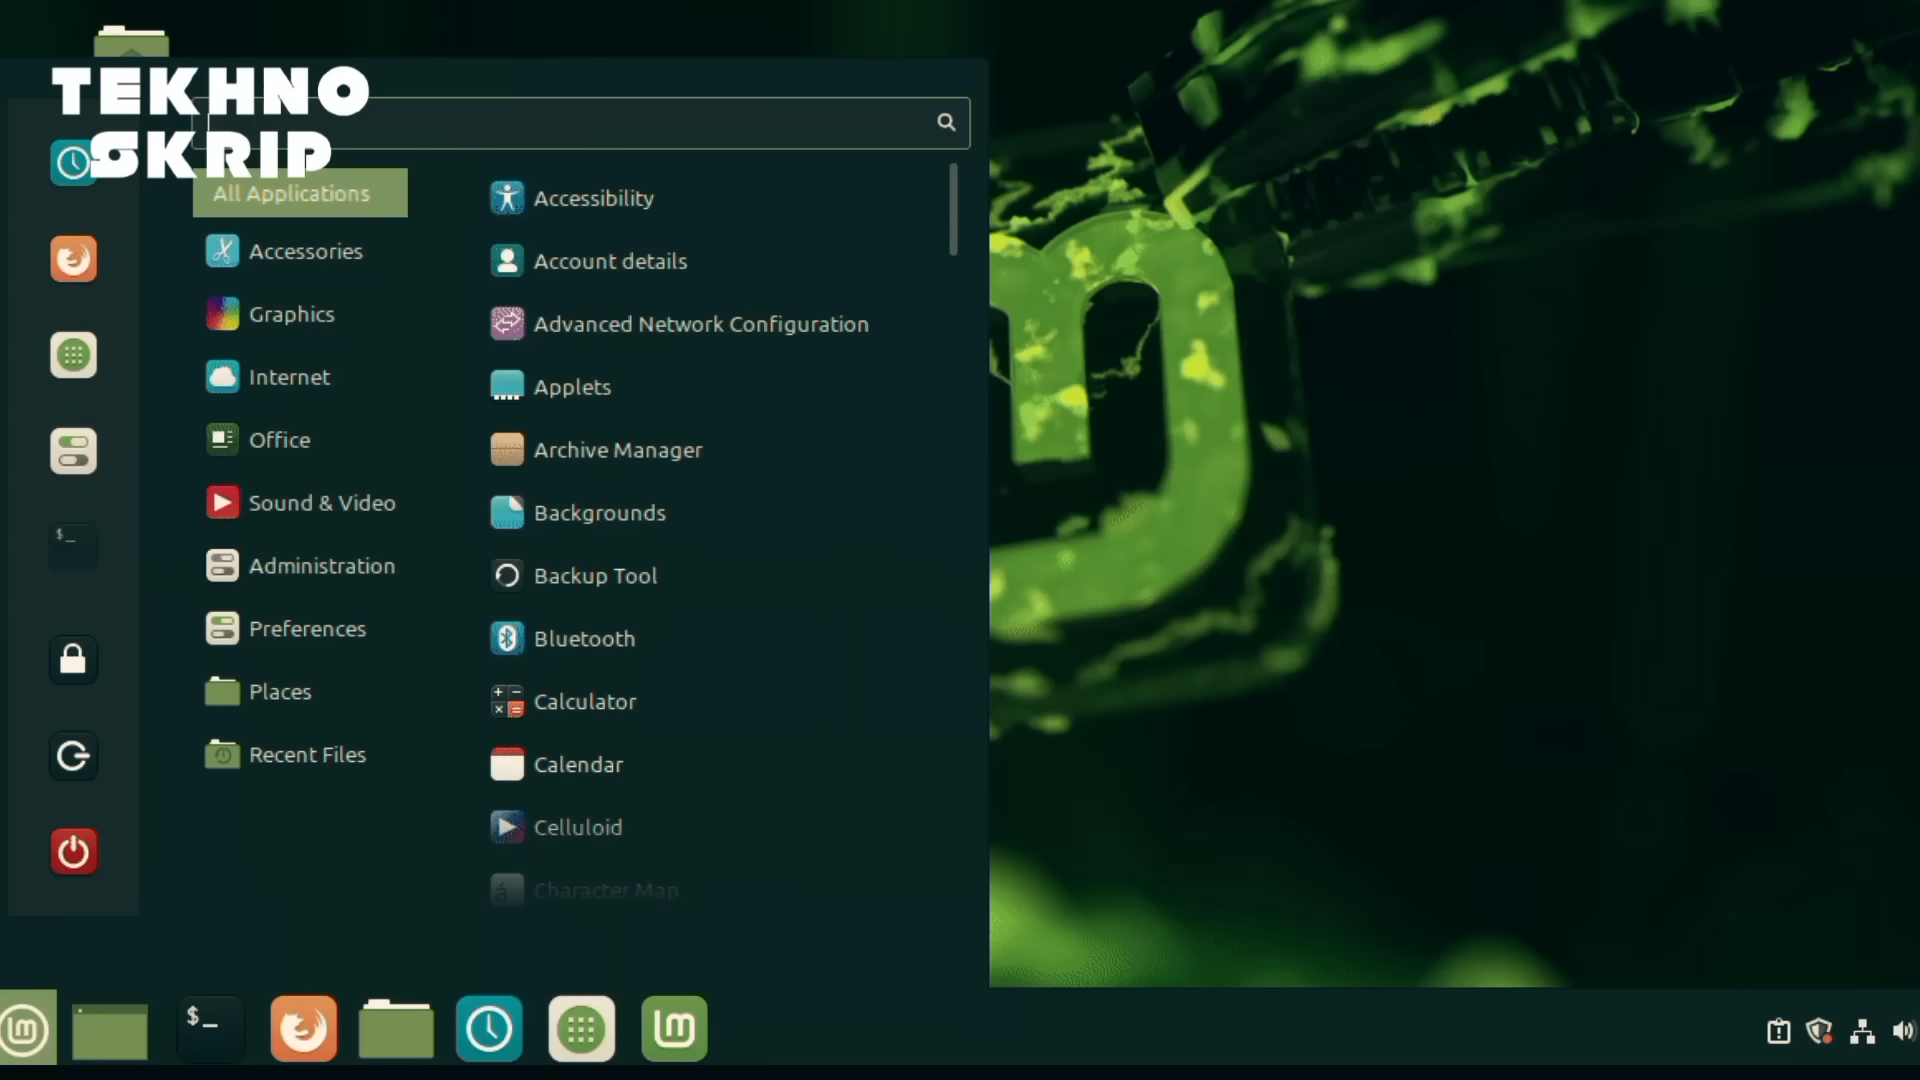 TEKHNO
SKRIP
All Applications
Accessories
Graphics
Internet
Office
Sound & Video
Administration
Preferences
Places
Recent Files
Accessibility
Account details
Advanced Network Configuration
Applets
Archive Manager
Backgrounds
Backup Tool
Bluetooth
Calculator
Calendar
Celluloid
Character Map
$_
$_